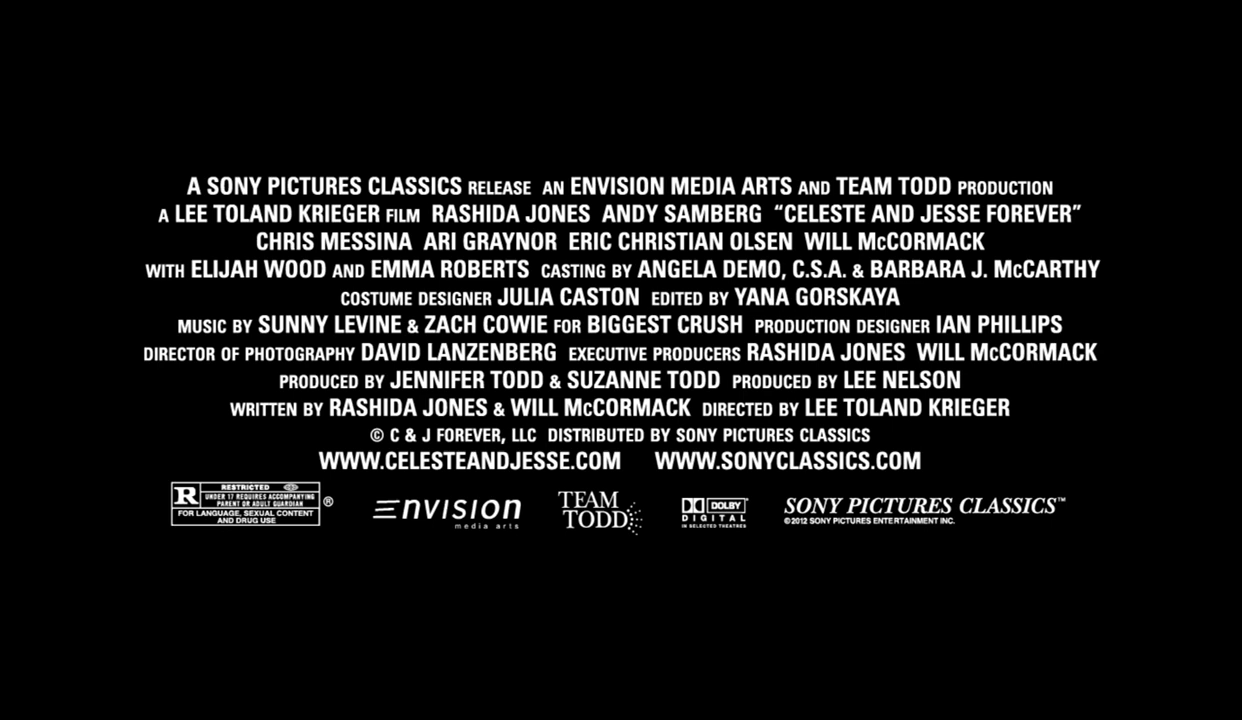 A SONY PICTURES CLASSICS RELEASE AN ENVISION MEDIA ARTS AND TEAM TODD PRODUCTION
A LEE TOLAND KRIEGER FILM RASHIDA JONES ANDY SAMBERG “CELESTE AND JESSE FOREVER”
CHRIS MESSINA ARI GRAYNOR ERIC CHRISTIAN OLSEN WILL McCORMACK
WITH ELIJAH WOOD AND EMMA ROBERTS CASTING BY ANGELA DEMO, C.S.A. & BARBARA J. McCARTHY
COSTUME DESIGNER JULIA CASTON EDITED BY YANA GORSKAYA
MUSIC BY SUNNY LEVINE & ZACH COWIE FOR BIGGEST CRUSH PRODUCTION DESIGNER IAN PHILLIPS
DIRECTOR OF PHOTOGRAPHY DAVID LANZENBERG EXECUTIVE PRODUCERS RASHIDA JONES WILL McCORMACK
PRODUCED BY JENNIFER TODD & SUZANNE TODD PRODUCED BY LEE NELSON
WRITTEN BY RASHIDA JONES & WILL McCORMACK DIRECTED BY LEE TOLAND KRIEGER
© C & J FOREVER, LLC DISTRIBUTED BY SONY PICTURES CLASSICS
WWW.CELESTEANDJESSE.COM WWW.SONYCLASSICS.COM
R RESTRICTED
UNDER 17 REQUIRES ACCOMPANYING
PARENT OR ADULT GUARDIAN ®
FOR LANGUAGE, SEXUAL CONTENT
AND DRUG USE
Envision
media arts
TEAM
TODD
DOLBY
DIGITAL
IN SELECTED THEATRES
SONY PICTURES CLASSICS™
©2012 SONY PICTURES ENTERTAINMENT INC.